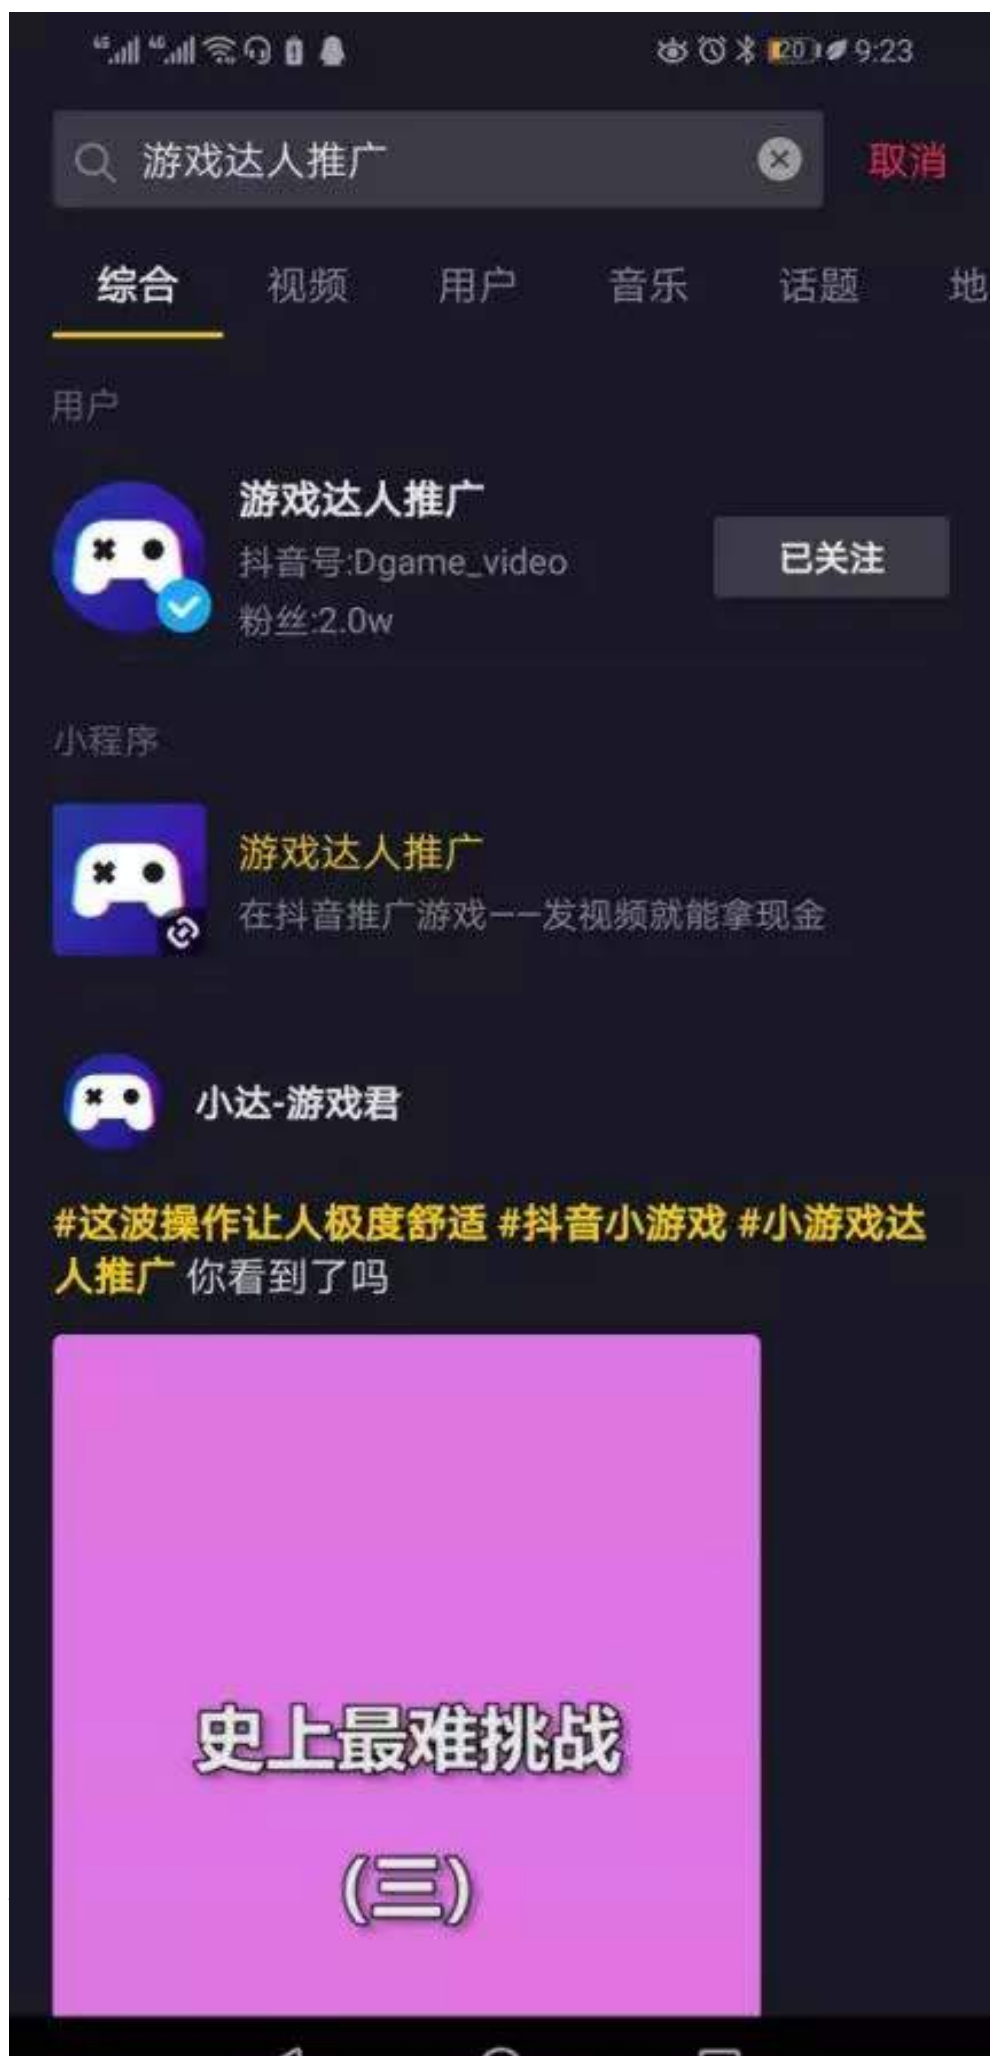 4G 4G 20 9:23
游戏达人推广 取消
综合 视频 用户 音乐 话题 地
用户
游戏达人推广
抖音号:Dgame_video
已关注
粉丝:2.0w
小程序
游戏达人推广
在抖音推广游戏——发视频就能拿现金
小达-游戏君
#这波操作让人极度舒适 #抖音小游戏 #小游戏达
人推广 你看到了吗
史上最难挑战
(三)